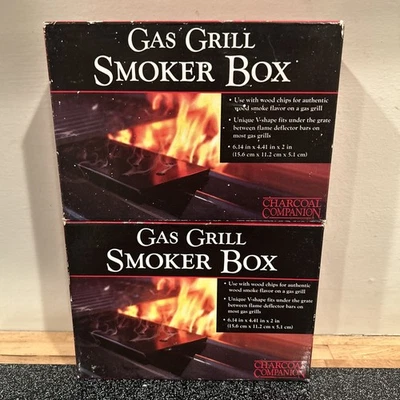 GAS GRILL
SMOKER BOX
• Use with wood chips for authentic
wood smoke flavor on a gas grill
• Unique V-shape fits under the grate
between flame deflector bars on
most gas grills
• 6.14 in x 4.41 in x 2 in
(15.6 cm x 11.2 cm x 5.1 cm)
CHARCOAL
COMPANION
GAS GRILL
SMOKER BOX
• Use with wood chips for authentic
wood smoke flavor on a gas grill
• Unique V-shape fits under the grate
between flame deflector bars on
most gas grills
• 6.14 in x 4.41 in x 2 in
(15.6 cm x 11.2 cm x 5.1 cm)
CHARCOAL
COMPANION